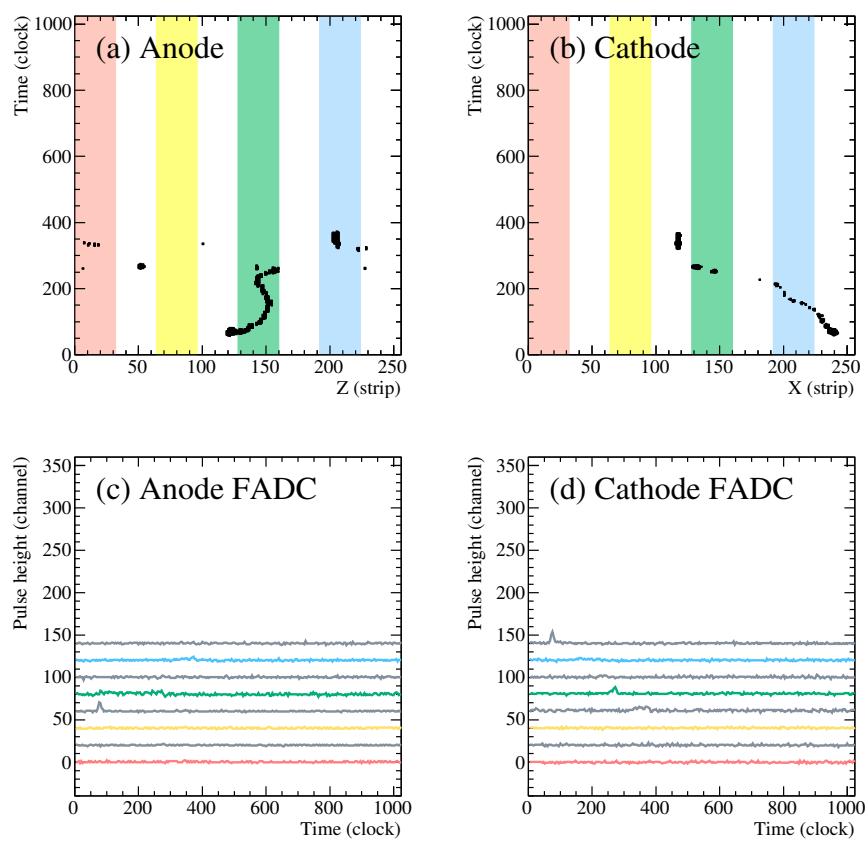 (a) Anode
Time (clock)
1000
800
600
400
200
0
0 50 100 150 200 250
Z (strip)
(b) Cathode
Time (clock)
1000
800
600
400
200
0
0 50 100 150 200 250
X (strip)
(c) Anode FADC
Pulse height (channel)
350
300
250
200
150
100
50
0
0 200 400 600 800 1000
Time (clock)
(d) Cathode FADC
Pulse height (channel)
350
300
250
200
150
100
50
0
0 200 400 600 800 1000
Time (clock)